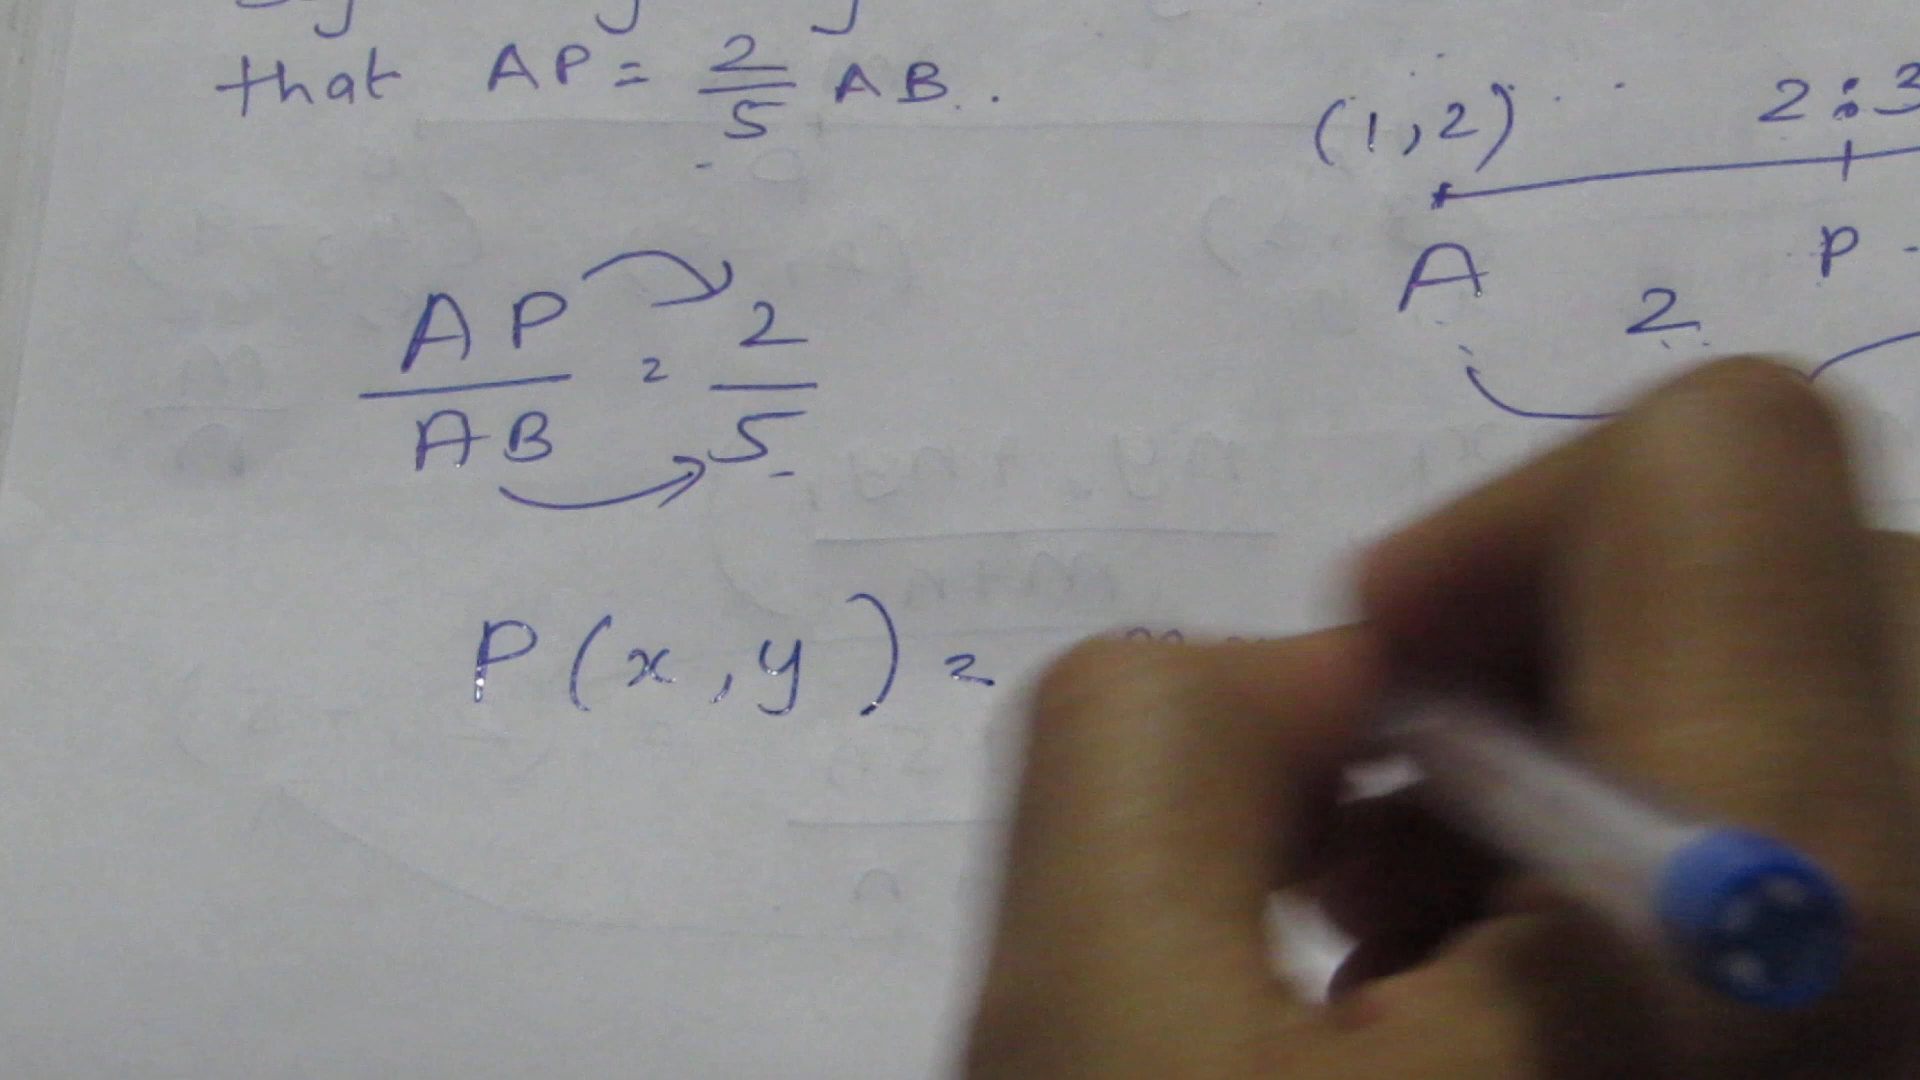 that AP = 2/5 AB.
(1,2) 2:3
A P
2
AP/AB = 2/5
P(x,y) =